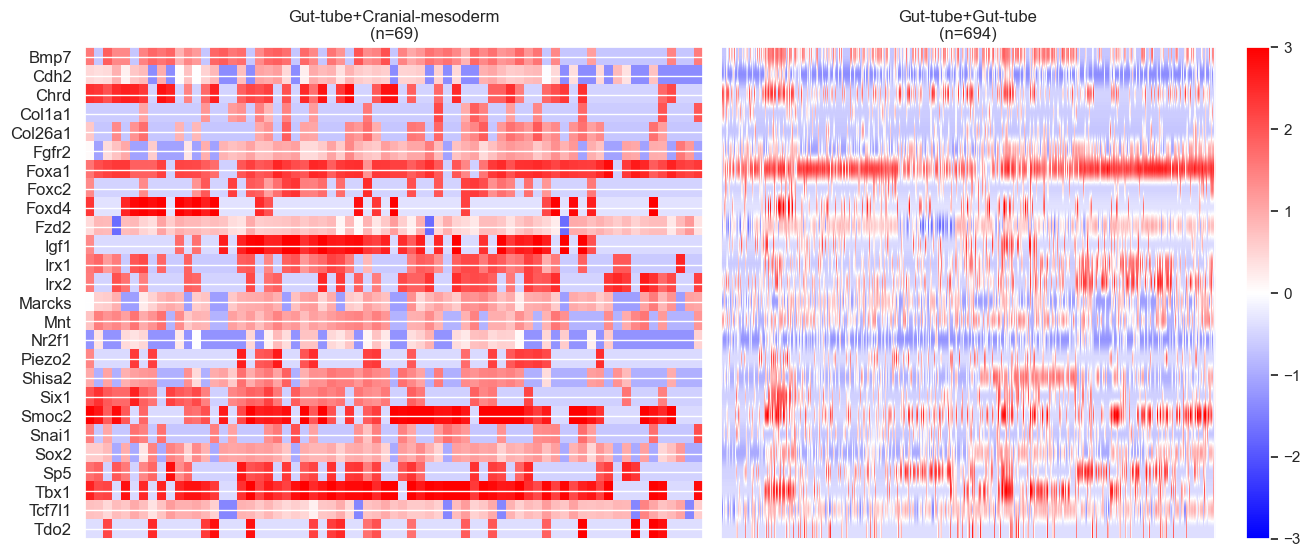 Gut-tube+Cranial-mesoderm
(n=69)
Gut-tube+Gut-tube
(n=694)
Bmp7
Cdh2
Chrd
Col1a1
Col26a1
Fgfr2
Foxa1
Foxc2
Foxd4
Fzd2
Igf1
Irx1
Irx2
Marcks
Mnt
Nr2f1
Piezo2
Shisa2
Six1
Smoc2
Snai1
Sox2
Sp5
Tbx1
Tcf7l1
Tdo2
3
2
1
0
−1
−2
−3